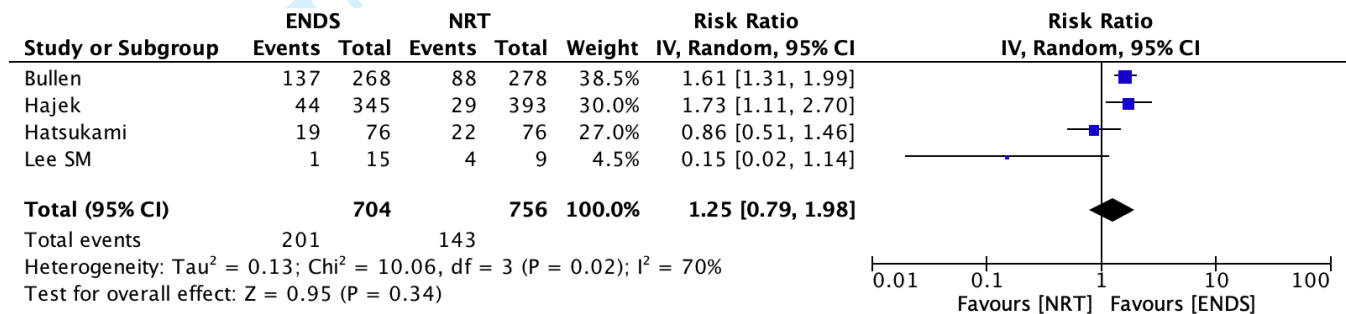 ENDS NRT Risk Ratio Risk Ratio
Study or Subgroup Events Total Events Total Weight IV, Random, 95% CI IV, Random, 95% CI
Bullen 137 268 88 278 38.5% 1.61 [1.31, 1.99]
Hajek 44 345 29 393 30.0% 1.73 [1.11, 2.70]
Hatsukami 19 76 22 76 27.0% 0.86 [0.51, 1.46]
Lee SM 1 15 4 9 4.5% 0.15 [0.02, 1.14]
Total (95% CI) 704 756 100.0% 1.25 [0.79, 1.98]
Total events 201 143
Heterogeneity: Tau² = 0.13; Chi² = 10.06, df = 3 (P = 0.02); I² = 70%
Test for overall effect: Z = 0.95 (P = 0.34)
0.01 0.1 1 10 100
Favours [NRT] Favours [ENDS]